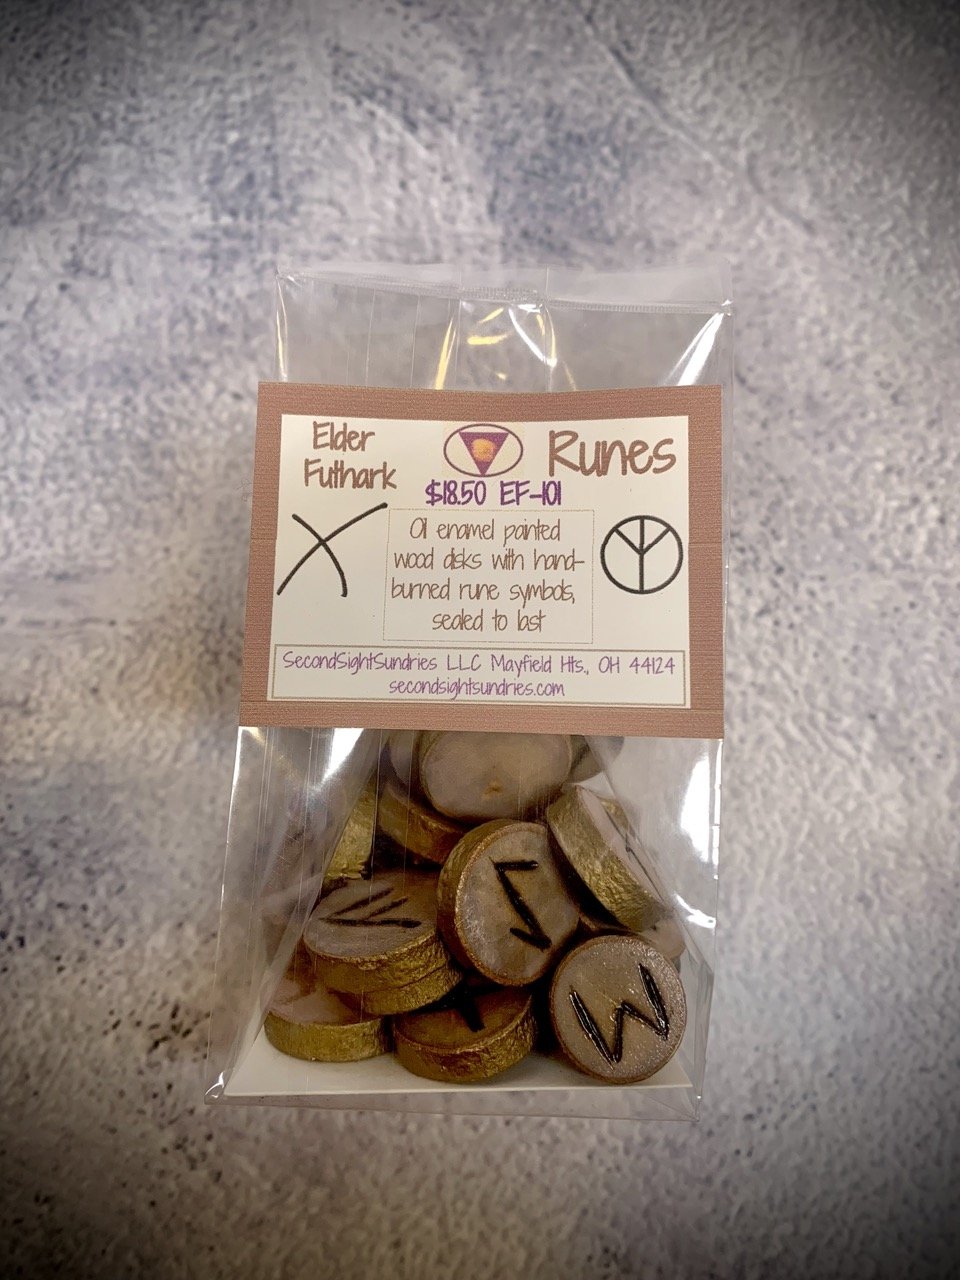 Elder
Futhark
Runes
$18.50 EF-101
Oil enamel painted
wood disks with hand-
burned rune symbols,
sealed to last
SecondSightSundries LLC Mayfield Hts., OH 44124
secondsightsundries.com